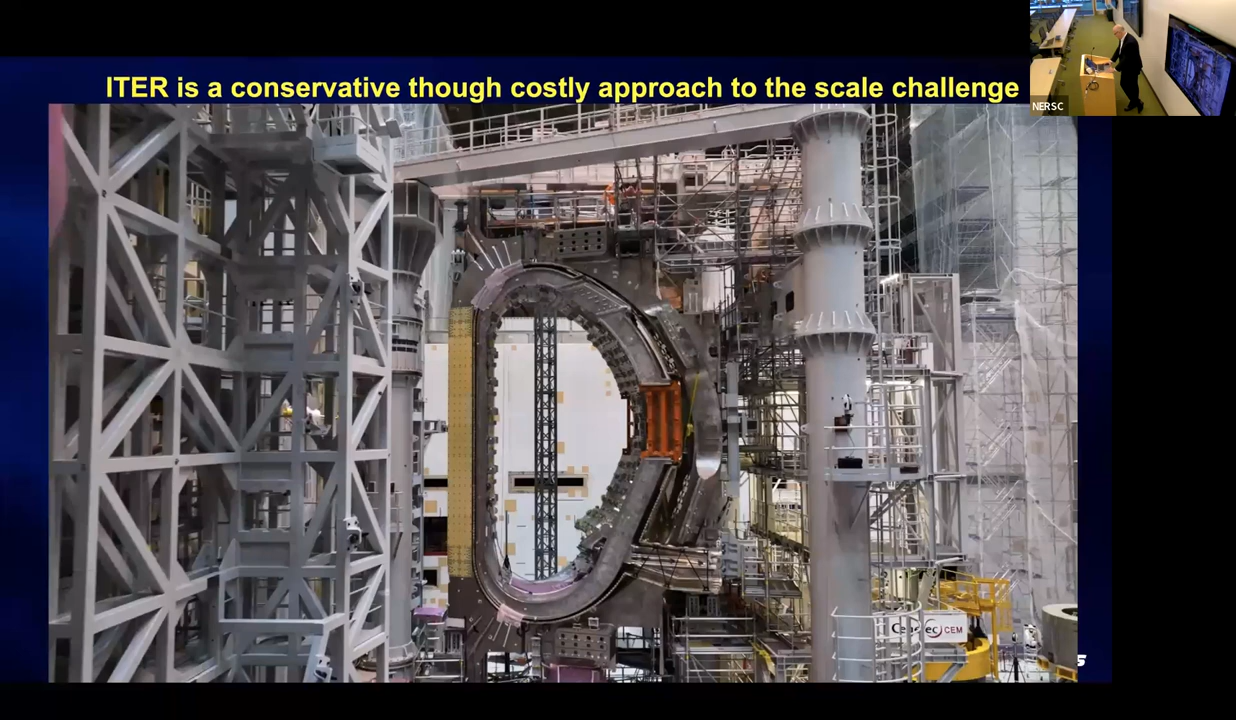 ITER is a conservative though costly approach to the scale challenge
NERSC
CEM